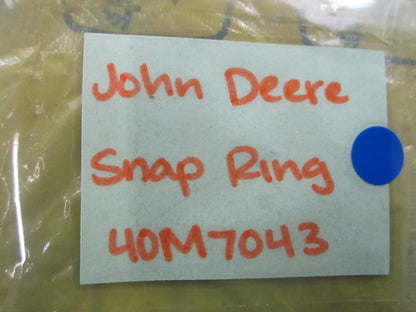 John Deere
Snap Ring
40M7043